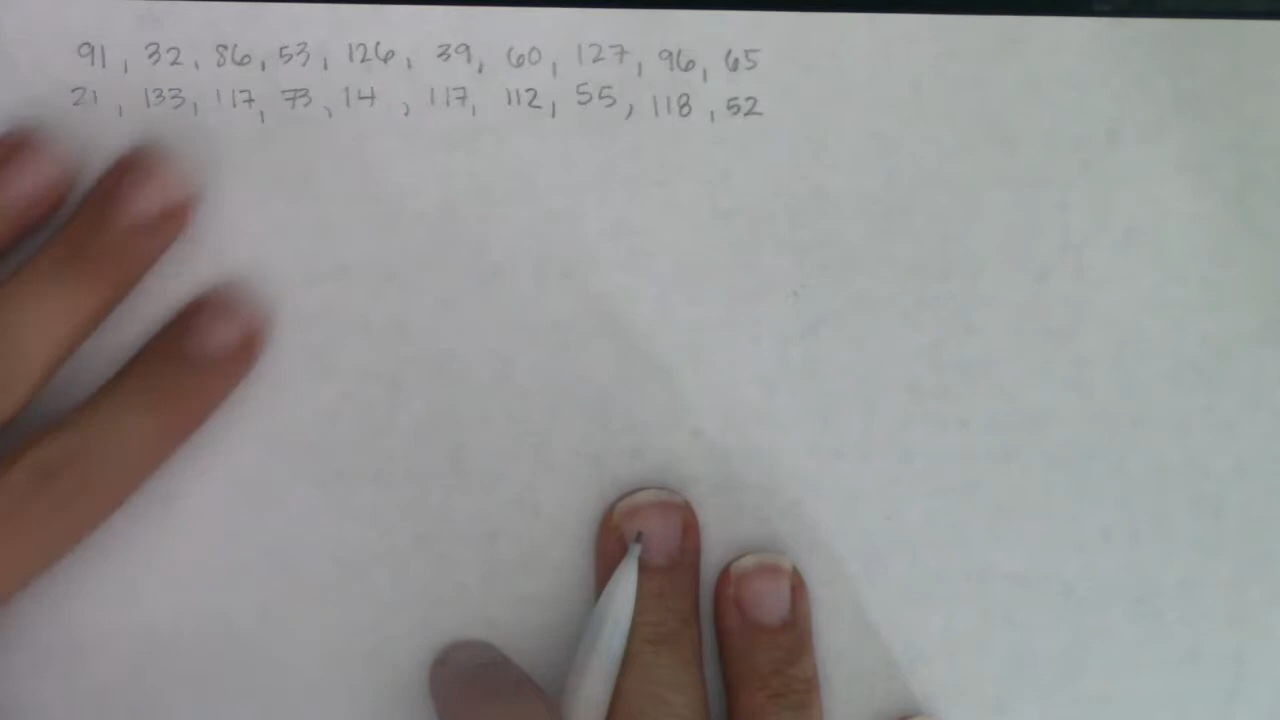 91, 32, 86, 53, 126, 39, 60, 127, 96, 65
21, 133, 117, 73, 14, 117, 112, 55, 118, 52